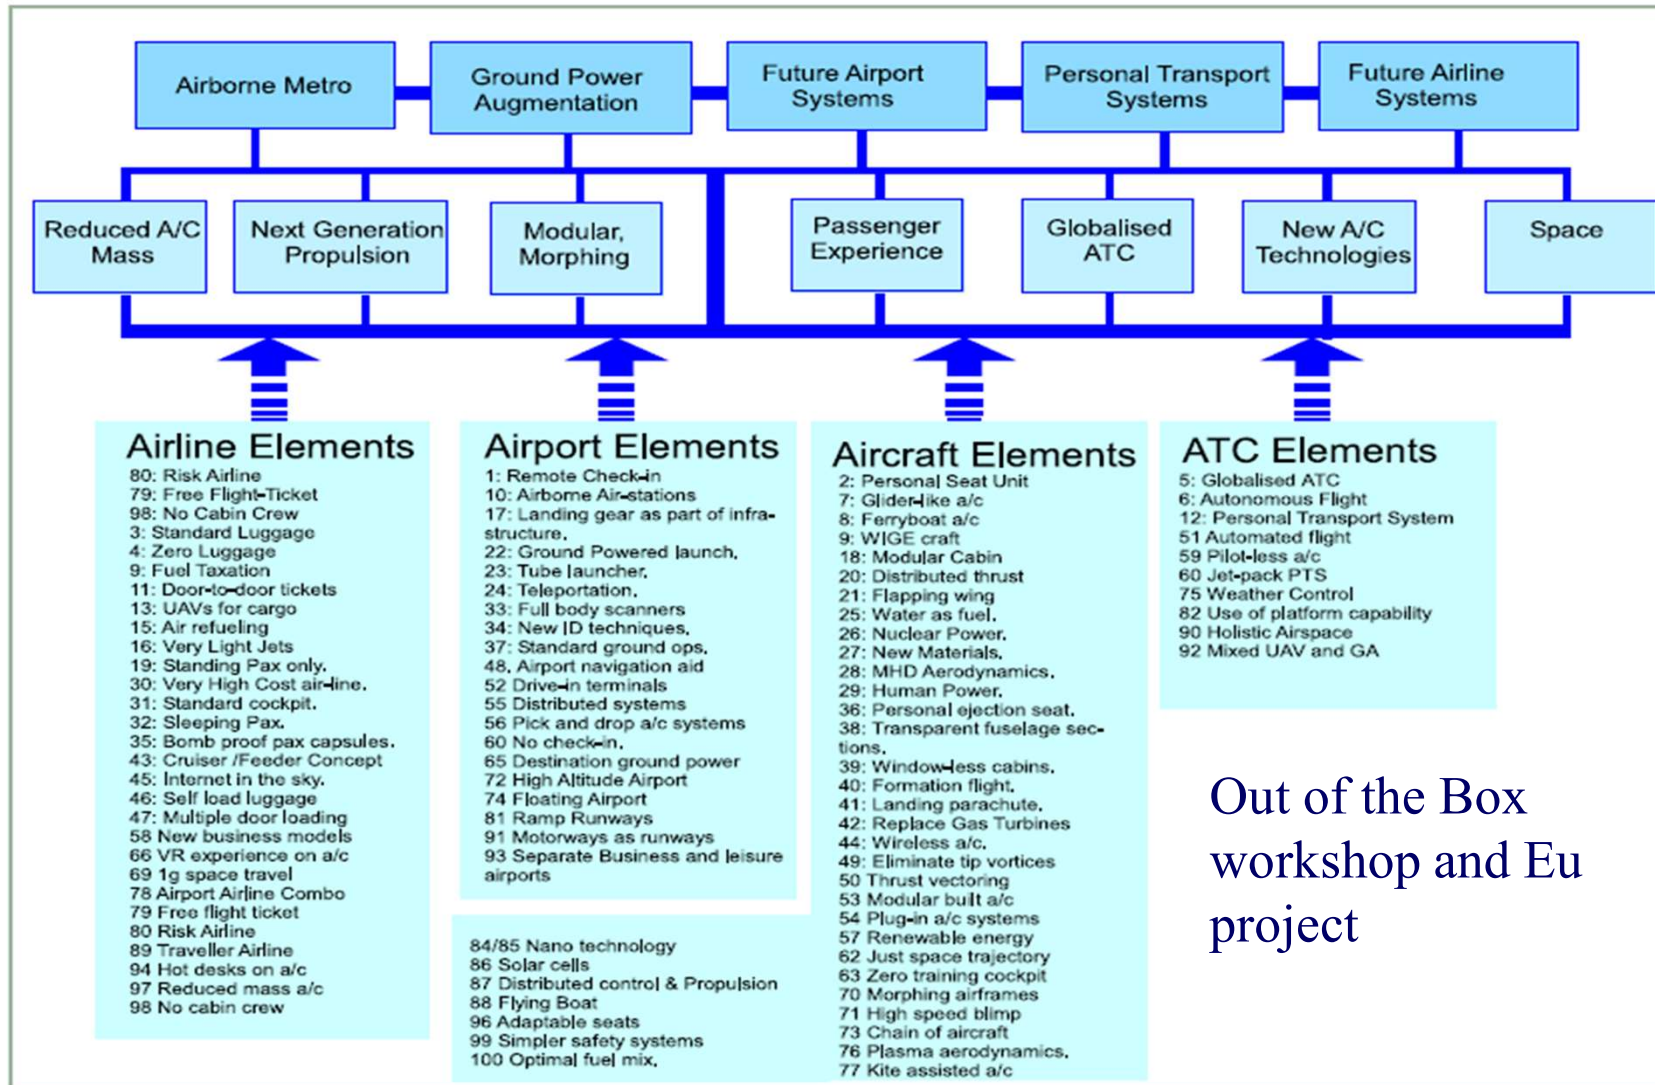 Airborne Metro
Ground Power
Augmentation
Future Airport
Systems
Personal Transport
Systems
Future Airline
Systems
Reduced A/C
Mass
Next Generation
Propulsion
Modular,
Morphing
Passenger
Experience
Globalised
ATC
New A/C
Technologies
Space
Airline Elements
80: Risk Airline
79: Free Flight-Ticket
98: No Cabin Crew
3: Standard Luggage
4: Zero Luggage
9: Fuel Taxation
11: Door-to-door tickets
13: UAVs for cargo
15: Air refueling
16: Very Light Jets
19: Standing Pax only.
30: Very High Cost air-line.
31: Standard cockpit.
32: Sleeping Pax.
35: Bomb proof pax capsules.
43: Cruiser /Feeder Concept
45: Internet in the sky.
46: Self load luggage
47: Multiple door loading
58 New business models
66 VR experience on a/c
69 1g space travel
78 Airport Airline Combo
79 Free flight ticket
80 Risk Airline
89 Traveller Airline
94 Hot desks on a/c
97 Reduced mass a/c
98 No cabin crew
Airport Elements
1: Remote Check-in
10: Airborne Air-stations
17: Landing gear as part of infra-
structure.
22: Ground Powered launch.
23: Tube launcher.
24: Teleportation.
33: Full body scanners
34: New ID techniques.
37: Standard ground ops.
48. Airport navigation aid
52 Drive-in terminals
55 Distributed systems
56 Pick and drop a/c systems
60 No check-in.
65 Destination ground power
72 High Altitude Airport
74 Floating Airport
81 Ramp Runways
91 Motorways as runways
93 Separate Business and leisure
airports
84/85 Nano technology
86 Solar cells
87 Distributed control & Propulsion
88 Flying Boat
96 Adaptable seats
99 Simpler safety systems
100 Optimal fuel mix.
Aircraft Elements
2: Personal Seat Unit
7: Glider-like a/c
8: Ferryboat a/c
9: WIGE craft
18: Modular Cabin
20: Distributed thrust
21: Flapping wing
25: Water as fuel.
26: Nuclear Power.
27: New Materials.
28: MHD Aerodynamics.
29: Human Power.
36: Personal ejection seat.
38: Transparent fuselage sec-
tions.
39: Window-less cabins.
40: Formation flight.
41: Landing parachute.
42: Replace Gas Turbines
44: Wireless a/c.
49: Eliminate tip vortices
50 Thrust vectoring
53 Modular built a/c
54 Plug-in a/c systems
57 Renewable energy
62 Just space trajectory
63 Zero training cockpit
70 Morphing airframes
71 High speed blimp
73 Chain of aircraft
76 Plasma aerodynamics.
77 Kite assisted a/c
ATC Elements
5: Globalised ATC
6: Autonomous Flight
12: Personal Transport System
51 Automated flight
59 Pilot-less a/c
60 Jet-pack PTS
75 Weather Control
82 Use of platform capability
90 Holistic Airspace
92 Mixed UAV and GA
Out of the Box
workshop and Eu
project